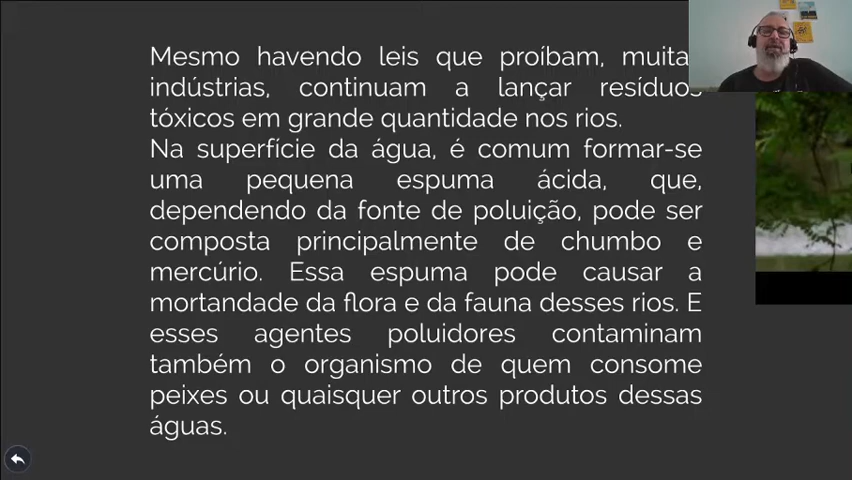 Mesmo havendo leis que proíbam, muita
indústrias, continuam a lançar resíduos
tóxicos em grande quantidade nos rios.
Na superfície da água, é comum formar-se
uma pequena espuma ácida, que,
dependendo da fonte de poluição, pode ser
composta principalmente de chumbo e
mercúrio. Essa espuma pode causar a
mortandade da flora e da fauna desses rios. E
esses agentes poluidores contaminam
também o organismo de quem consome
peixes ou quaisquer outros produtos dessas
águas.